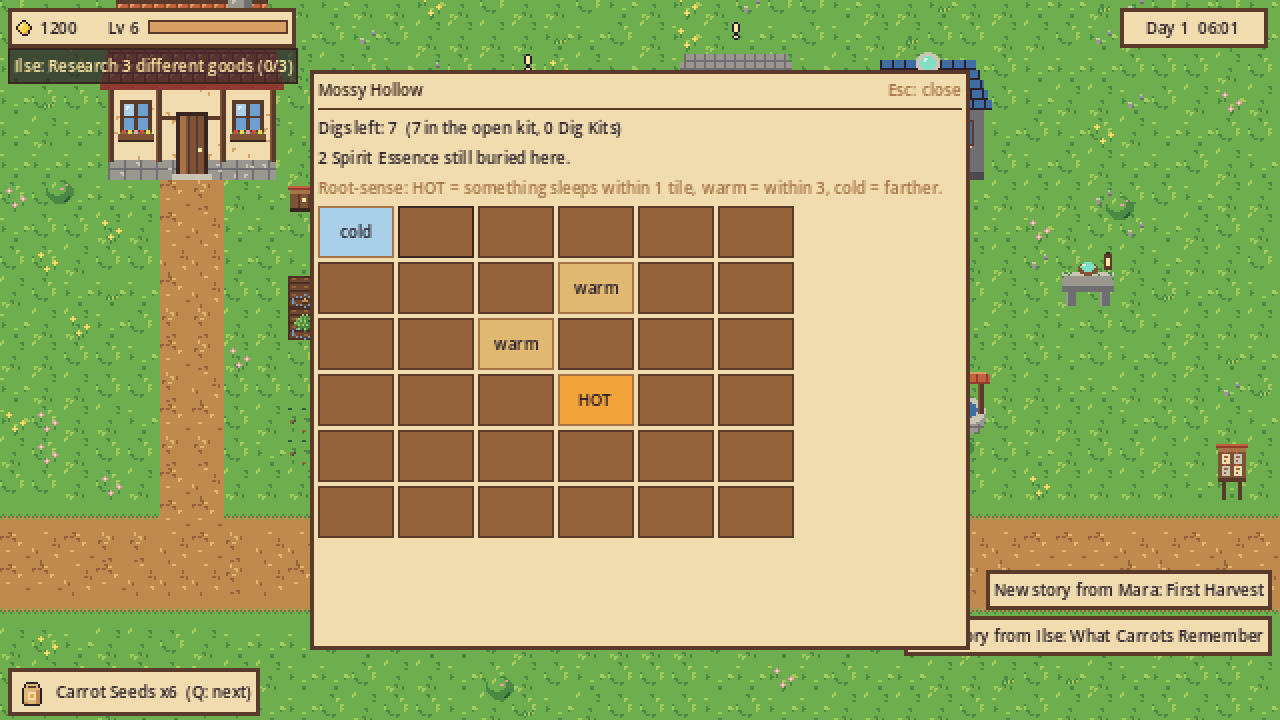 1200 Lv 6
Day 1 06:01
Ilse: Research 3 different goods (0/3)
Mossy Hollow
Esc: close
Digs left: 7 (7 in the open kit, 0 Dig Kits)
2 Spirit Essence still buried here.
Root-sense: HOT = something sleeps within 1 tile, warm = within 3, cold = farther.
cold
warm
warm
HOT
New story from Mara: First Harvest
from Ilse: What Carrots Remember
Carrot Seeds x6 (Q: next)